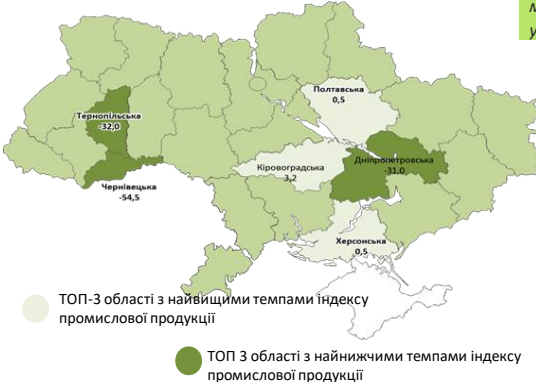 м
у
Полтавська
0,5
Тернопільська
-32,0
Кіровоградська
-3,2
Дніпропетровська
-31,0
Чернівецька
-54,5
Херсонська
0,5
ТОП-3 області з найвищими темпами індексу
промислової продукції
ТОП 3 області з найнижчими темпами індексу
промислової продукції